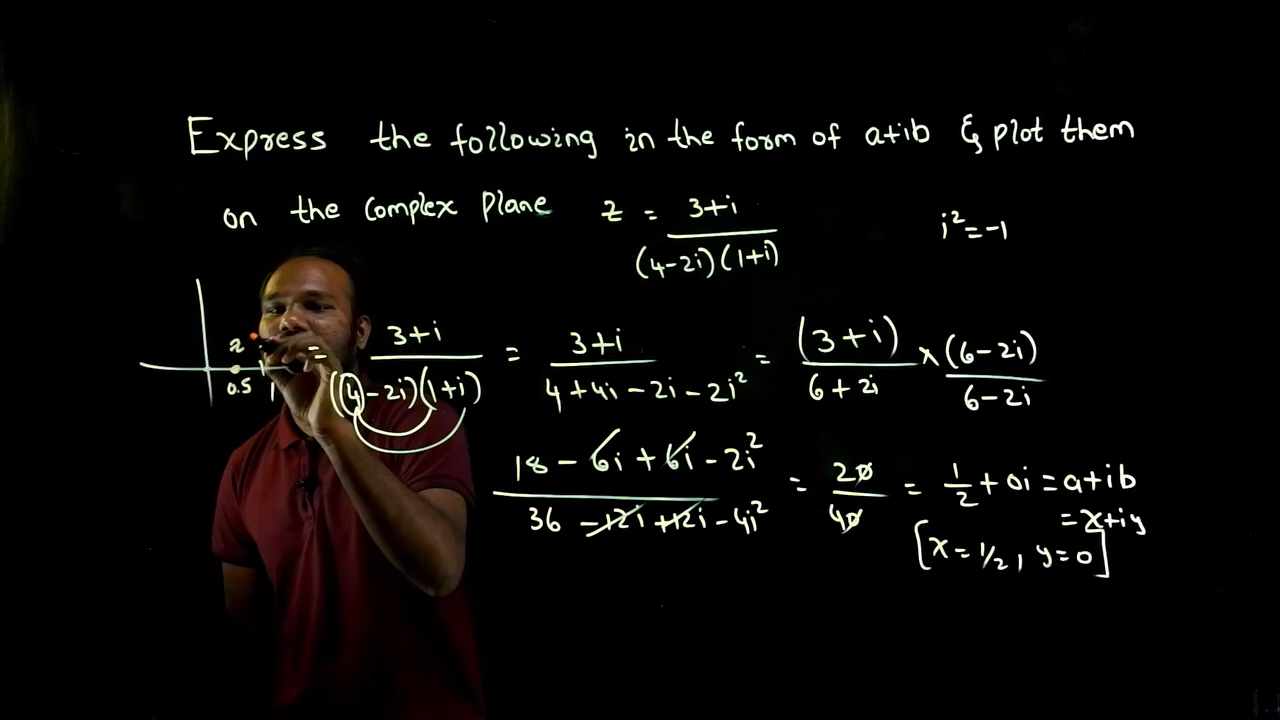 Express the following in the form of a+ib & plot them
on the complex plane z = 3+i / (4-2i)(1+i)
i²=-1
z
0.5 1
= 3+i / (4-2i)(1+i) = 3+i / 4+4i-2i-2i² = (3+i) / 6+2i × (6-2i) / 6-2i
18-6i+6i-2i² / 36-12i+12i-4i² = 20 / 40 = 1/2 + 0i = a+ib
= x+iy
[x=1/2, y=0]